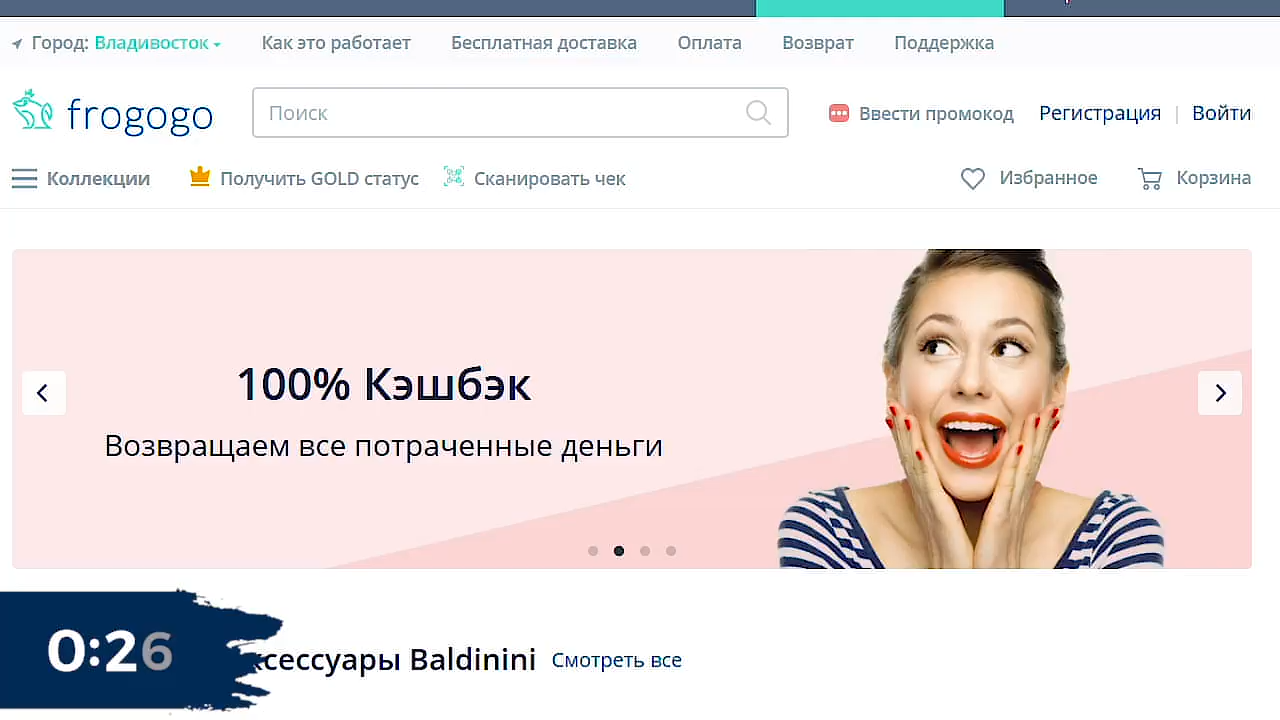 Город: Владивосток Как это работает Бесплатная доставка Оплата Возврат Поддержка
frogogo Поиск Ввести промокод Регистрация | Войти
Коллекции Получить GOLD статус Сканировать чек Избранное Корзина
100% Кэшбэк
Возвращаем все потраченные деньги
0:26
ксессуары Baldinini Смотреть все